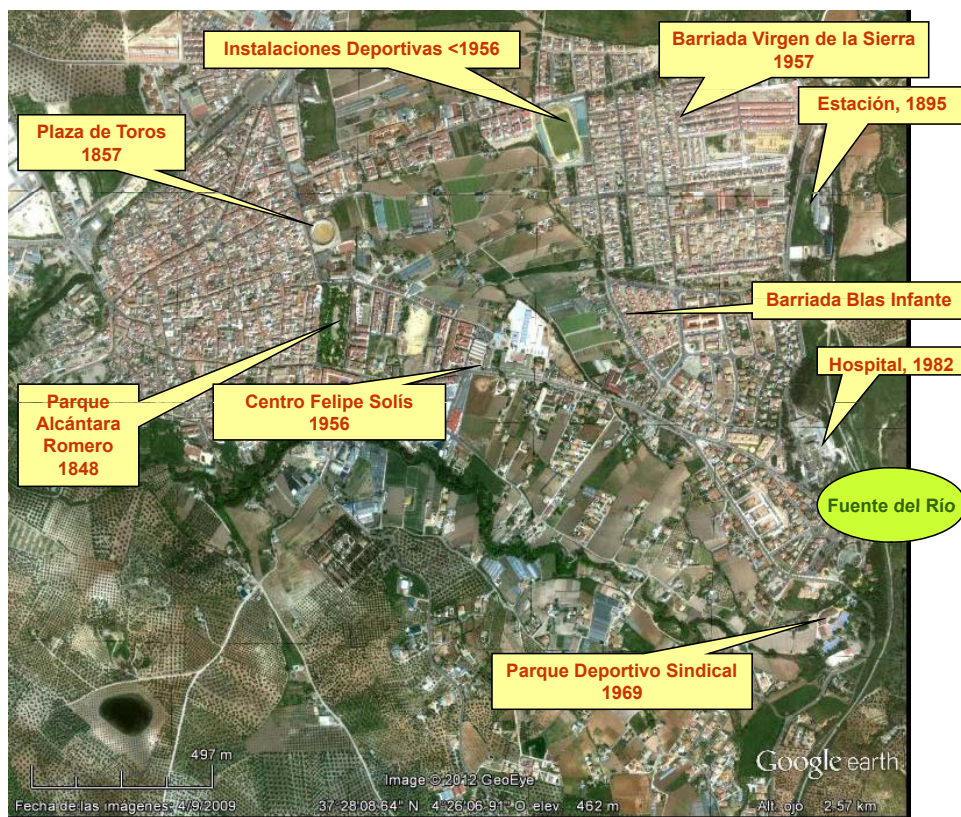 Instalaciones Deportivas <1956
Barriada Virgen de la Sierra
1957
Estación, 1895
Plaza de Toros
1857
Barriada Blas Infante
Hospital, 1982
Parque
Alcántara
Romero
1848
Centro Felipe Solís
1956
Fuente del Río
Parque Deportivo Sindical
1969
497 m
Google earth
Image © 2012 GeoEye
Fecha de las imágenes: 4/9/2009 37°28'08.64" N 4°26'06.91" O elev. 462 m Alt. ojo 2.57 km